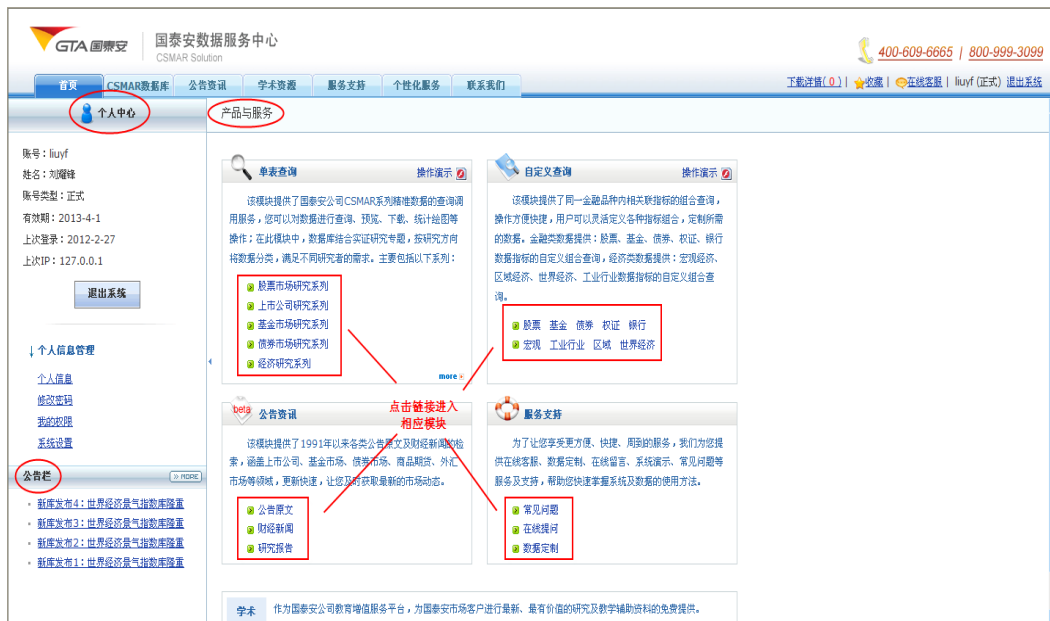 GTA 国泰安
国泰安数据服务中心
CSMAR Solution
400-609-6665 | 800-999-3099
首页 CSMAR数据库 公告资讯 学术资源 服务支持 个性化服务 联系我们
下载详情(0) | 收藏 | 在线客服 | liuyf (正式) 退出系统
个人中心
产品与服务
账号：liuyf
姓名：刘耀锋
账号类型：正式
有效期：2013-4-1
上次登录：2012-2-27
上次IP：127.0.0.1
退出系统
↓个人信息管理
个人信息
修改密码
我的权限
系统设置
公告栏
>> MORE
新库发布4：世界经济景气指数库隆重
新库发布3：世界经济景气指数库隆重
新库发布2：世界经济景气指数库隆重
新库发布1：世界经济景气指数库隆重
单表查询 操作演示
该模块提供了国泰安公司CSMAR系列精准数据的查询调
用服务，您可以对数据进行查询、预览、下载、统计绘图等
操作；在此模块中，数据库结合实证研究专题，按研究方向
将数据分类，满足不同研究者的需求。主要包括以下系列：
股票市场研究系列
上市公司研究系列
基金市场研究系列
债券市场研究系列
经济研究系列
more
自定义查询 操作演示
该模块提供了同一金融品种内相关联指标的组合查询，
操作方便快捷，用户可以灵活定义各种指标组合，定制所需
的数据。金融类数据提供：股票、基金、债券、权证、银行
数据指标的自定义组合查询，经济类数据提供：宏观经济、
区域经济、世界经济、工业行业数据指标的自定义组合查
询。
股票 基金 债券 权证 银行
宏观 工业行业 区域 世界经济
点击链接进入
相应模块
beta 公告资讯
该模块提供了1991年以来各类公告原文及财经新闻的检
索，涵盖上市公司、基金市场、债券市场、商品期货、外汇
市场等领域，更新快速，让您及时获取最新的市场动态。
公告原文
财经新闻
研究报告
服务支持
为了让您享受更方便、快捷、周到的服务，我们为您提
供在线客服、数据定制、在线留言、系统演示、常见问题等
服务及支持，帮助您快速掌握系统及数据的使用方法。
常见问题
在线提问
数据定制
学术 作为国泰安公司教育增值服务平台，为国泰安市场客户进行最新、最有价值的研究及教学辅助资料的免费提供。